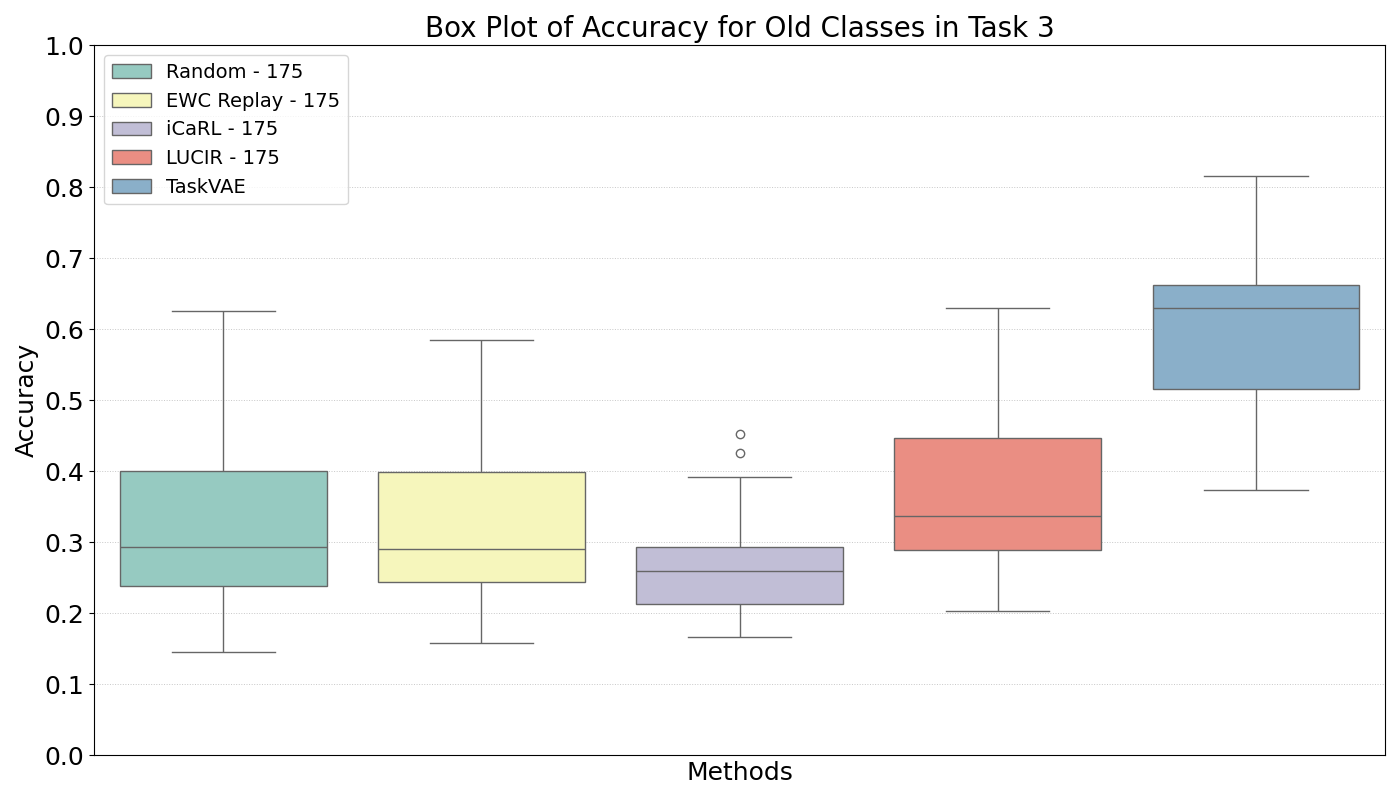 Box Plot of Accuracy for Old Classes in Task 3
1.0
0.9
0.8
0.7
0.6
0.5
0.4
0.3
0.2
0.1
0.0
Accuracy
Random - 175
EWC Replay - 175
iCaRL - 175
LUCIR - 175
TaskVAE
Methods